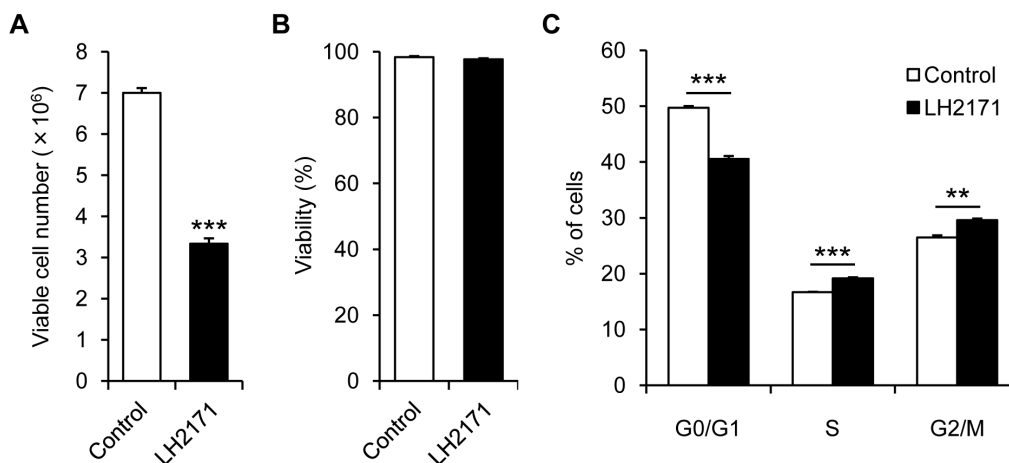 A
Viable cell number ( × 10⁶)
8
7
6
5
4
3
2
1
0
***
Control
LH2171
B
Viability (%)
100
80
60
40
20
0
Control
LH2171
C
% of cells
60
50
40
30
20
10
0
Control
LH2171
***
***
**
G0/G1
S
G2/M